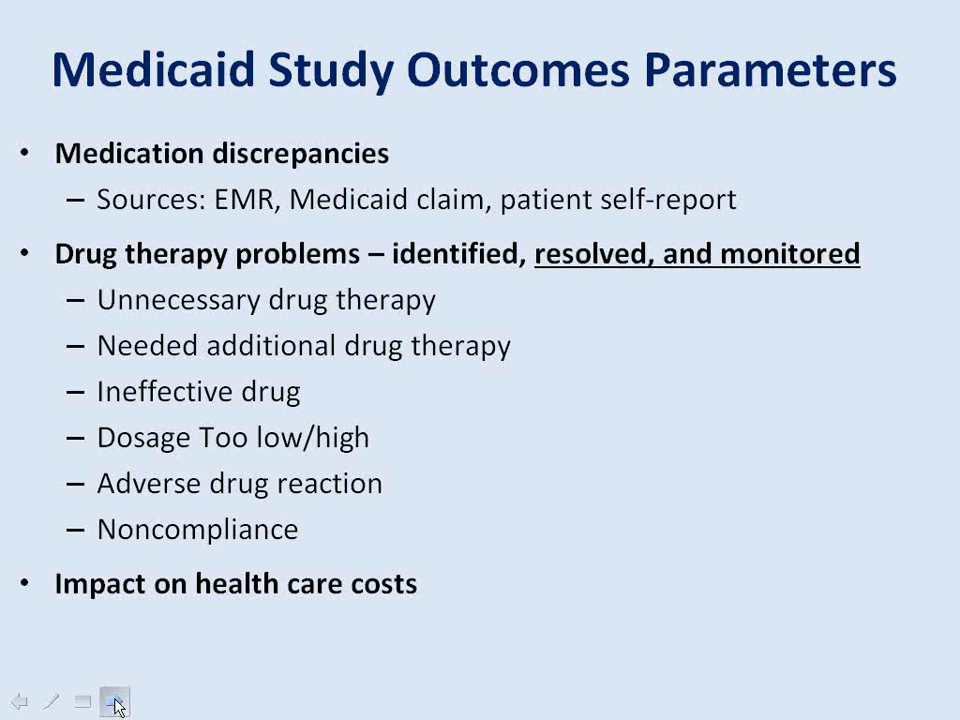 Medicaid Study Outcomes Parameters
• Medication discrepancies
– Sources: EMR, Medicaid claim, patient self-report
• Drug therapy problems – identified, resolved, and monitored
– Unnecessary drug therapy
– Needed additional drug therapy
– Ineffective drug
– Dosage Too low/high
– Adverse drug reaction
– Noncompliance
• Impact on health care costs